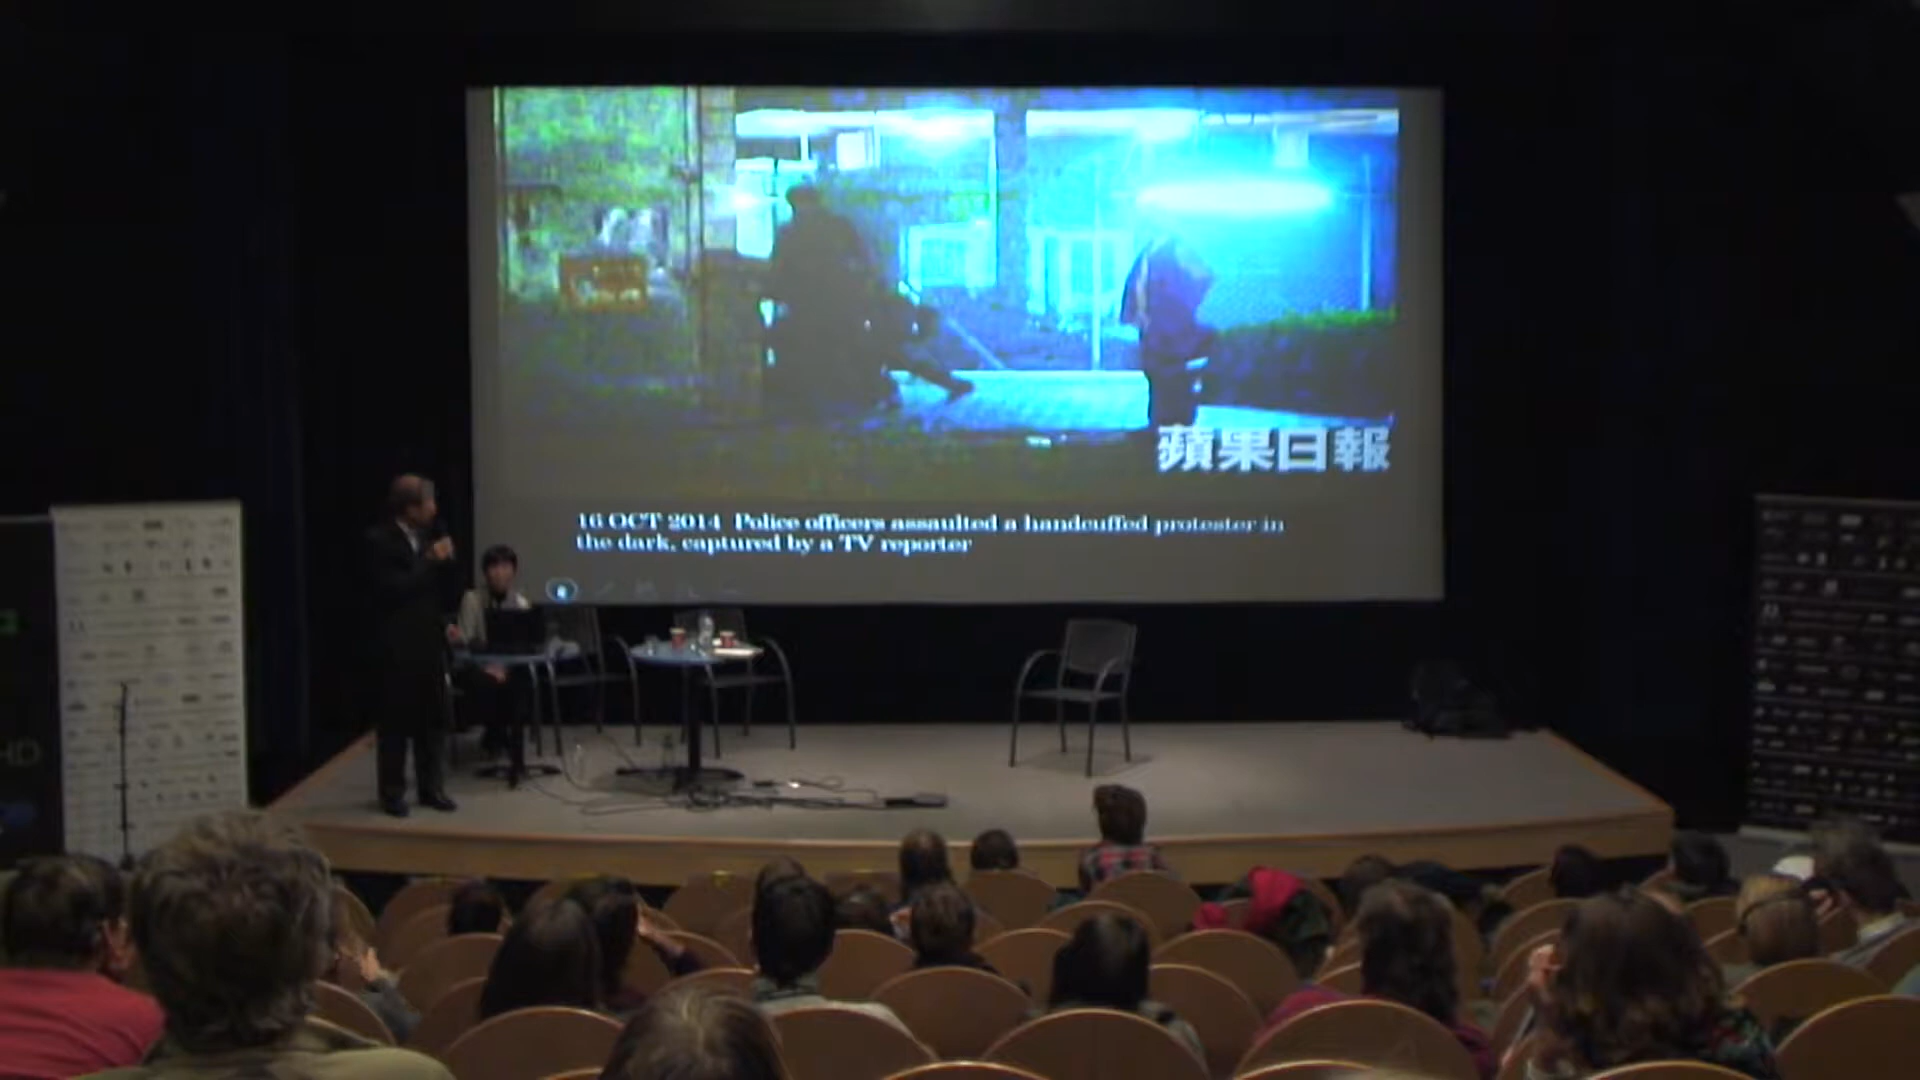 蘋果日報
16 OCT 2014 Police officers assaulted a handcuffed protester in
the dark, captured by a TV reporter
HD